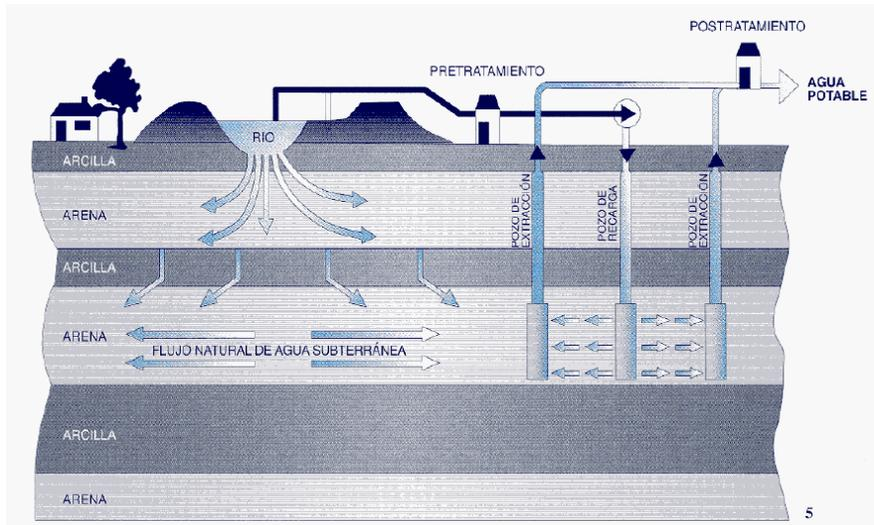 POSTRATAMIENTO
PRETRATAMIENTO
AGUA
POTABLE
RIO
ARCILLA
ARENA
POZO DE
EXTRACCIÓN
POZO DE
RECARGA
POZO DE
EXTRACCIÓN
ARCILLA
ARENA
FLUJO NATURAL DE AGUA SUBTERRÁNEA
ARCILLA
ARENA
5